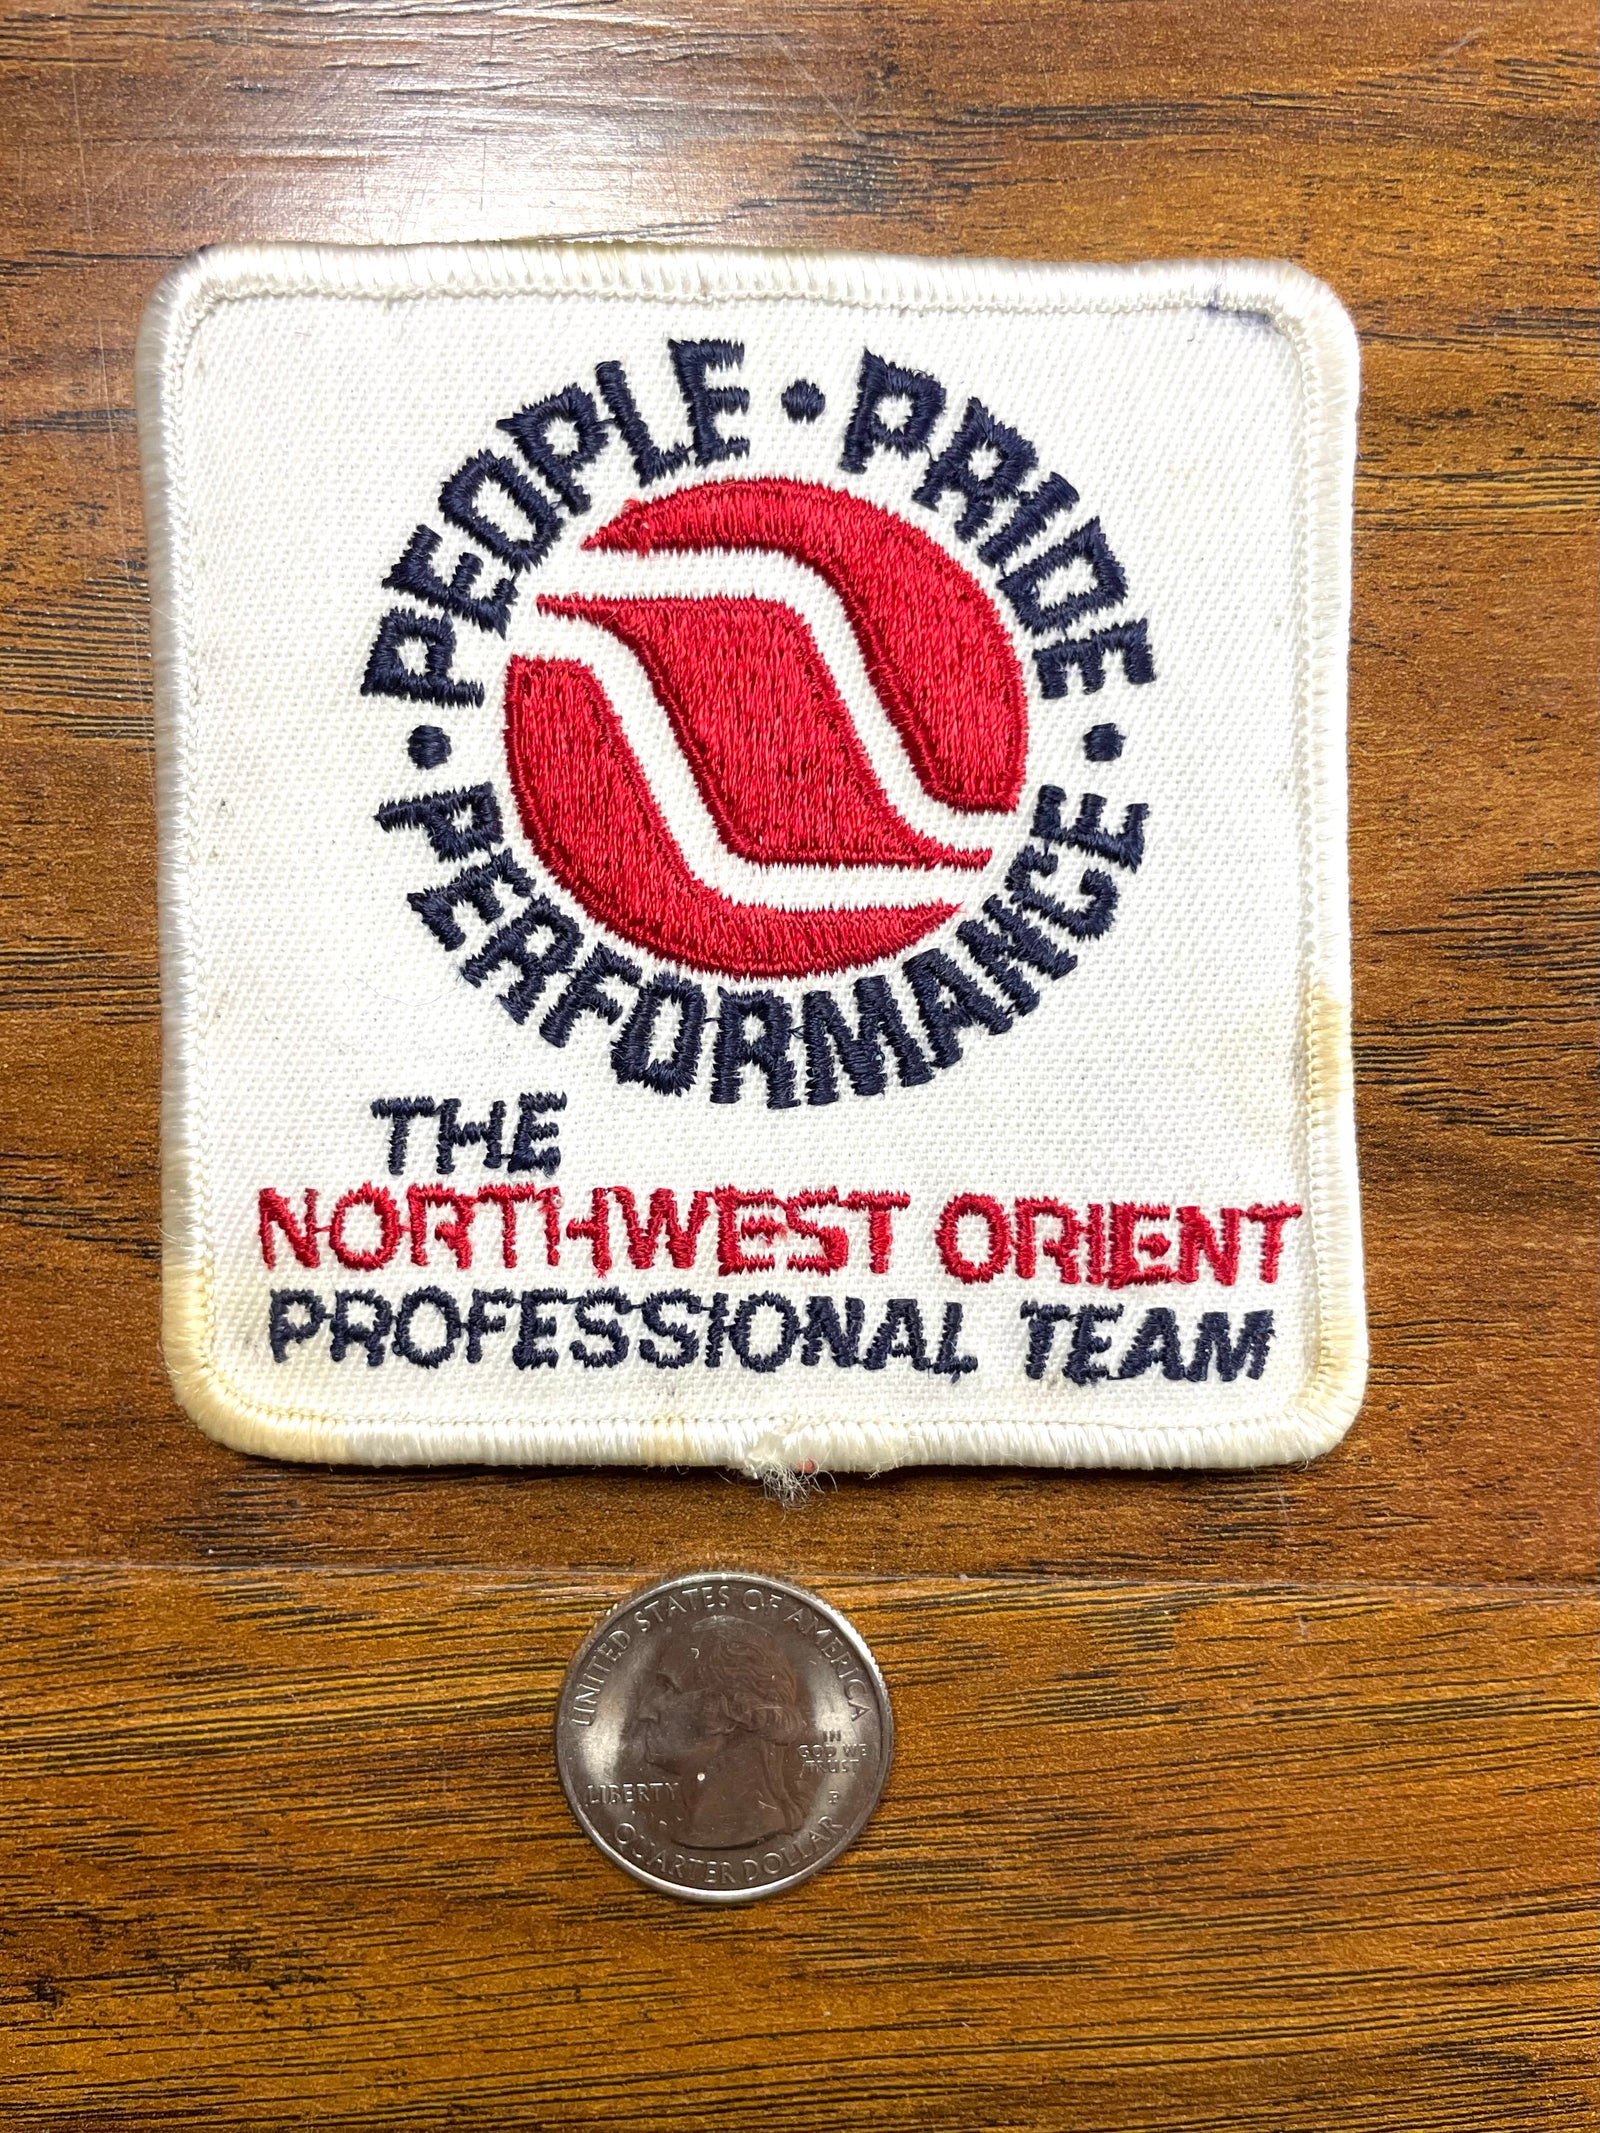 PEOPLE • PRIDE •
PERFORMANCE •
THE
NORTHWEST ORIENT
PROFESSIONAL TEAM
UNITED STATES OF AMERICA
IN
GOD WE
TRUST
LIBERTY
P
QUARTER DOLLAR